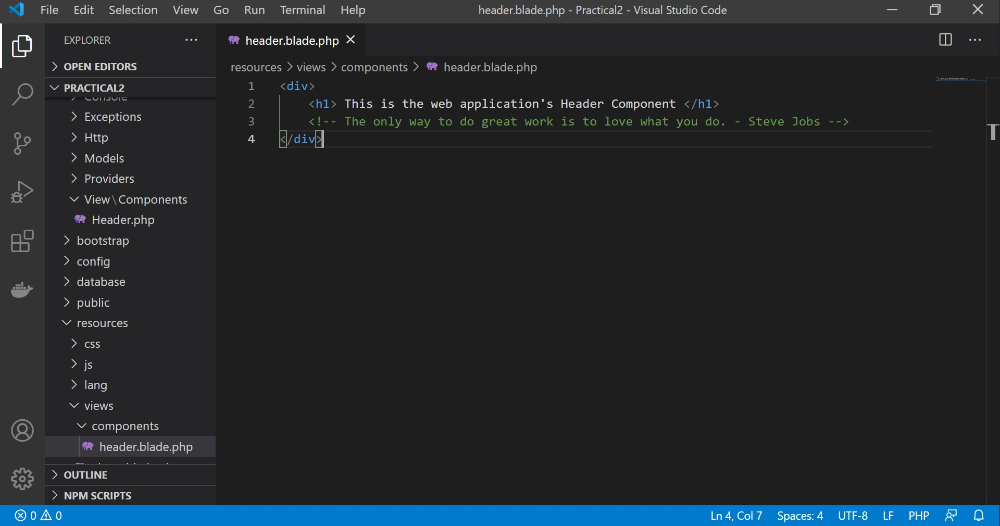 File Edit Selection View Go Run Terminal Help header.blade.php - Practical2 - Visual Studio Code
EXPLORER
OPEN EDITORS
PRACTICAL2
Console
Exceptions
Http
Models
Providers
View\Components
Header.php
bootstrap
config
database
public
resources
css
js
lang
views
components
header.blade.php
OUTLINE
NPM SCRIPTS
header.blade.php
resources > views > components > header.blade.php
1 <div>
2 <h1> This is the web application's Header Component </h1>
3 <!-- The only way to do great work is to love what you do. - Steve Jobs -->
4 </div>
0 0 Ln 4, Col 7 Spaces: 4 UTF-8 LF PHP